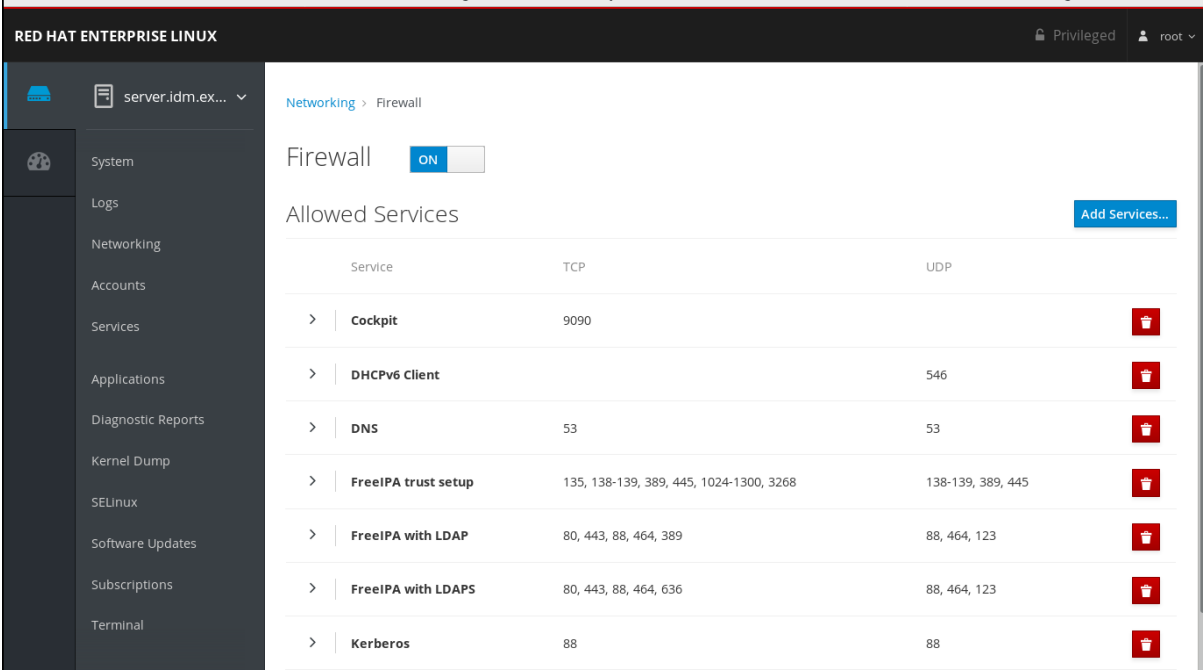 RED HAT ENTERPRISE LINUX
Privileged
root
server.idm.ex...
System
Logs
Networking
Accounts
Services
Applications
Diagnostic Reports
Kernel Dump
SELinux
Software Updates
Subscriptions
Terminal
Networking > Firewall
Firewall ON
Allowed Services
Add Services...
Service TCP UDP
Cockpit 9090
DHCPv6 Client 546
DNS 53 53
FreeIPA trust setup 135, 138-139, 389, 445, 1024-1300, 3268 138-139, 389, 445
FreeIPA with LDAP 80, 443, 88, 464, 389 88, 464, 123
FreeIPA with LDAPS 80, 443, 88, 464, 636 88, 464, 123
Kerberos 88 88